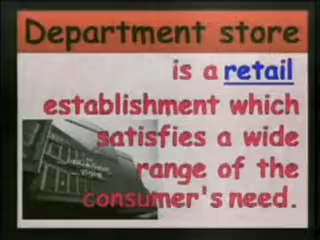 Department store
is a retail
establishment which
satisfies a wide
range of the
consumer's need.